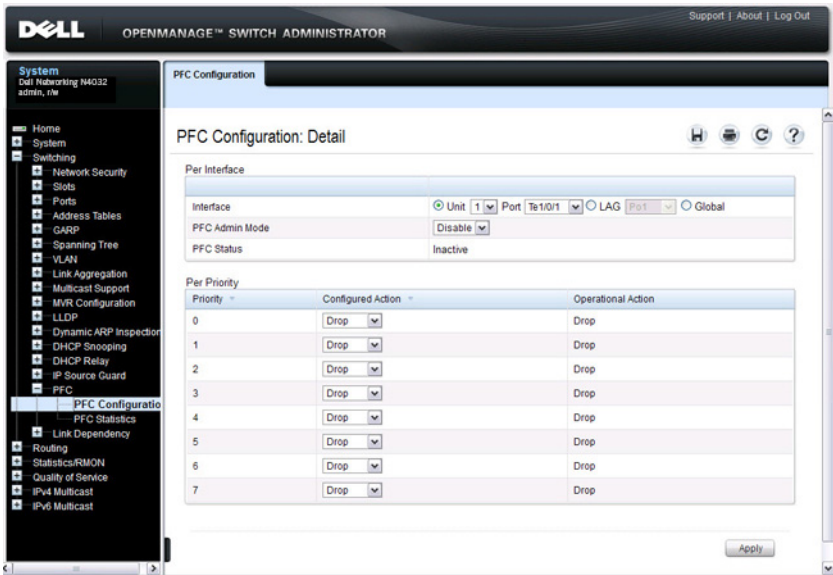 Support | About | Log Out
DELL
OPENMANAGE™ SWITCH ADMINISTRATOR
System
Dell Networking N4032
admin, r/w
PFC Configuration
Home
System
Switching
Network Security
Slots
Ports
Address Tables
GARP
Spanning Tree
VLAN
Link Aggregation
Multicast Support
MVR Configuration
LLDP
Dynamic ARP Inspection
DHCP Snooping
DHCP Relay
IP Source Guard
PFC
PFC Configuratio
PFC Statistics
Link Dependency
Routing
Statistics/RMON
Quality of Service
IPv4 Multicast
IPv6 Multicast
PFC Configuration: Detail
Per Interface
Interface Unit 1 Port Te1/0/1 LAG Po1 Global
PFC Admin Mode Disable
PFC Status Inactive
Per Priority
Priority Configured Action Operational Action
0 Drop Drop
1 Drop Drop
2 Drop Drop
3 Drop Drop
4 Drop Drop
5 Drop Drop
6 Drop Drop
7 Drop Drop
Apply